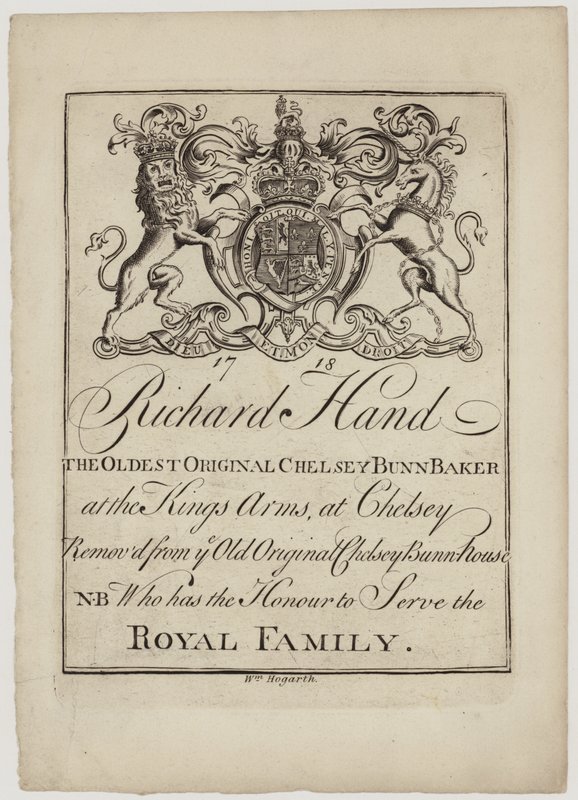 HONI SOIT QUI
DIEU ET MON DROIT
17 18
Richard Hand
THE OLDEST ORIGINAL CHELSEY BUNN BAKER
at the Kings Arms, at Chelsey
Remov'd from ye Old Original Chelsey Bunn-house
N.B Who has the Honour to Serve the
ROYAL FAMILY.
Wm Hogarth.